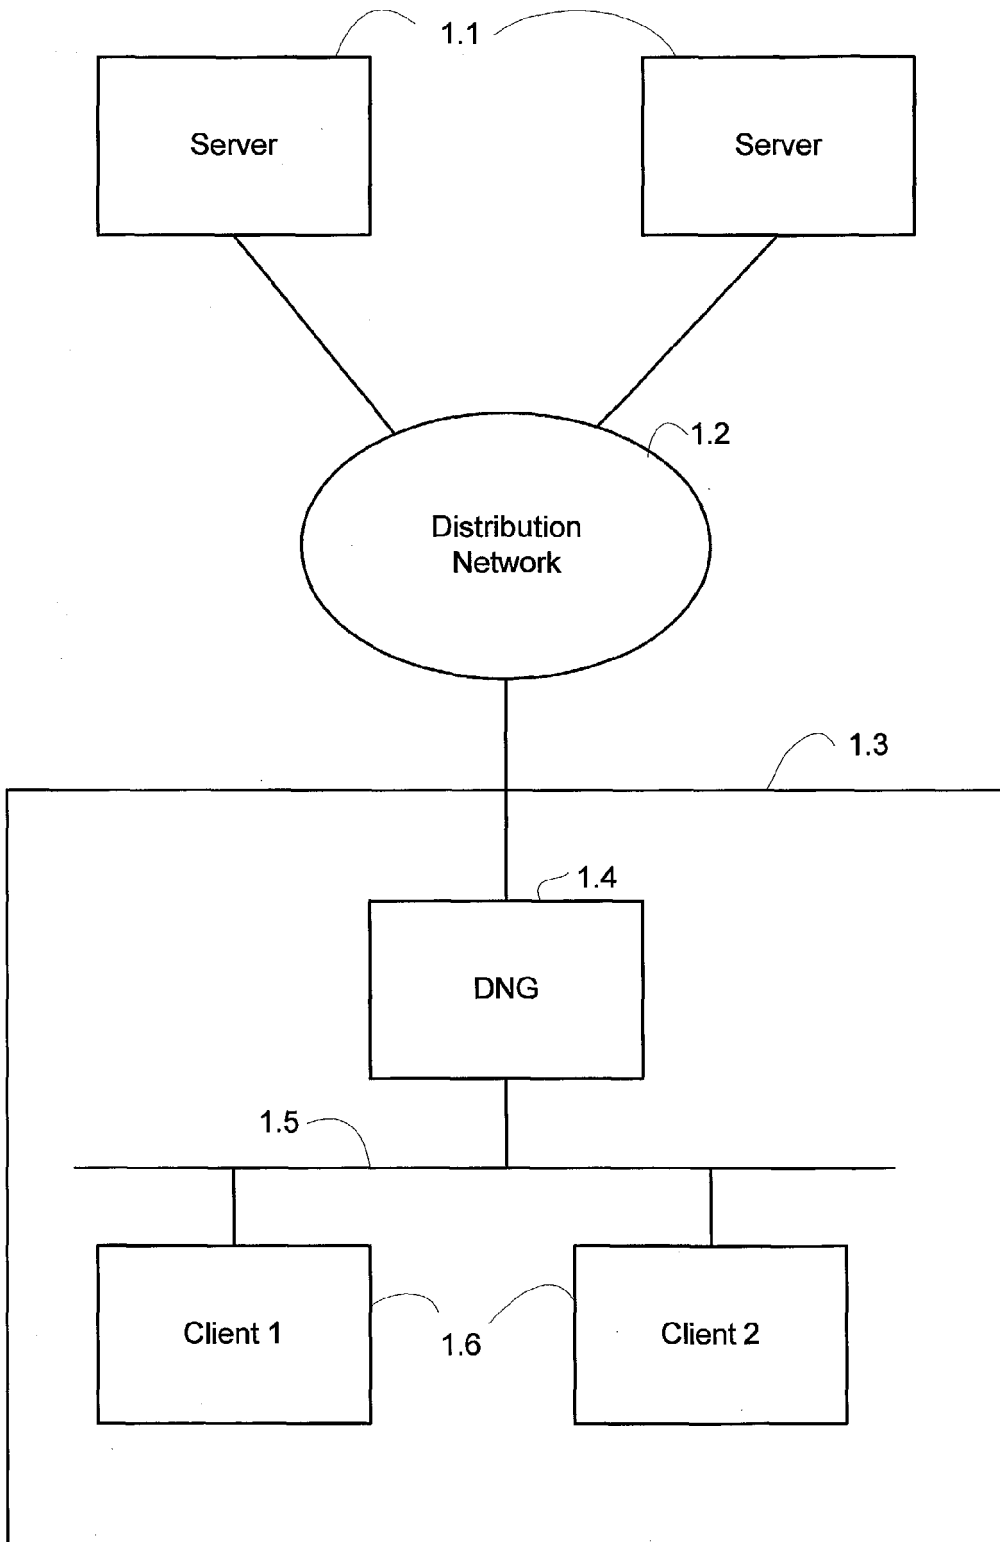 1.1
Server
Server
1.2
Distribution
Network
1.3
1.4
DNG
1.5
Client 1
Client 2
1.6